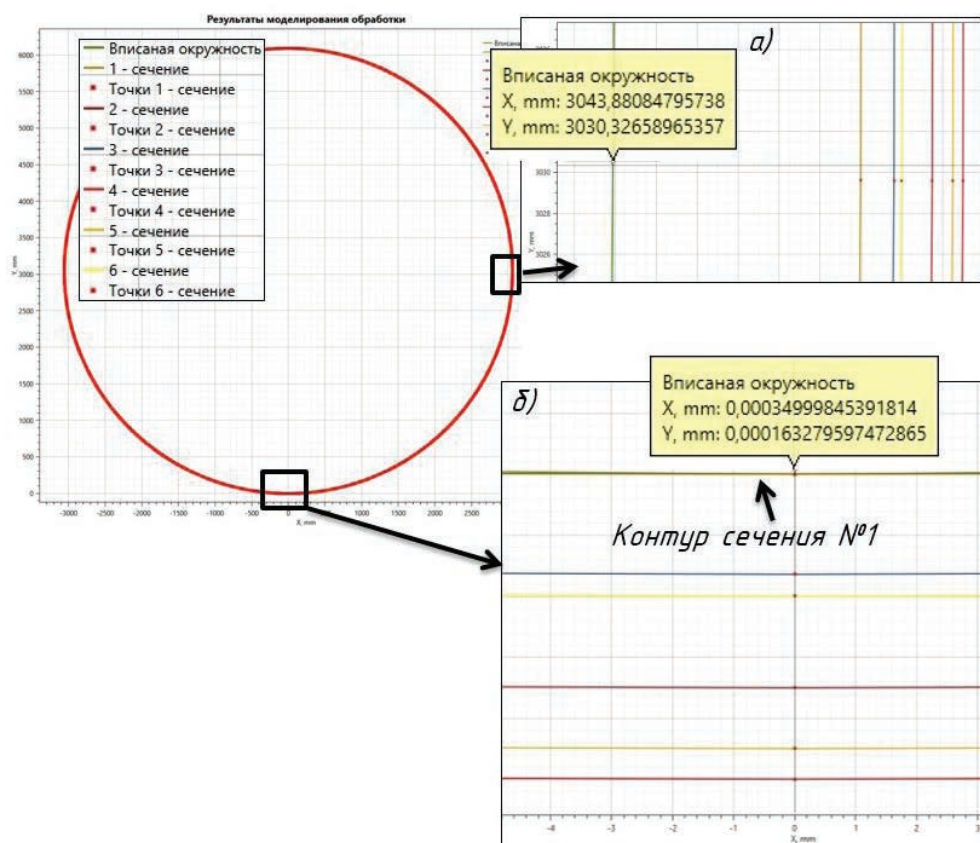 Результаты моделирования обработки
Вписаная окружность
1 - сечение
Точки 1 - сечение
2 - сечение
Точки 2 - сечение
3 - сечение
Точки 3 - сечение
4 - сечение
Точки 4 - сечение
5 - сечение
Точки 5 - сечение
6 - сечение
Точки 6 - сечение
6000
5500
5000
4500
4000
3500
3000
2500
2000
1500
1000
500
0
Y, mm
-3000 -2500 -2000 -1500 -1000 -500 0 500 1000 1500 2000 2500
X, mm
а)
Вписаная окружность
X, mm: 3043,88084795738
Y, mm: 3030,32658965357
3030
3028
3026
Y, mm
б)
Вписаная окружность
X, mm: 0,00034999845391814
Y, mm: 0,000163279597472865
Контур сечения №1
-4 -3 -2 -1 0 1 2 3
X, mm